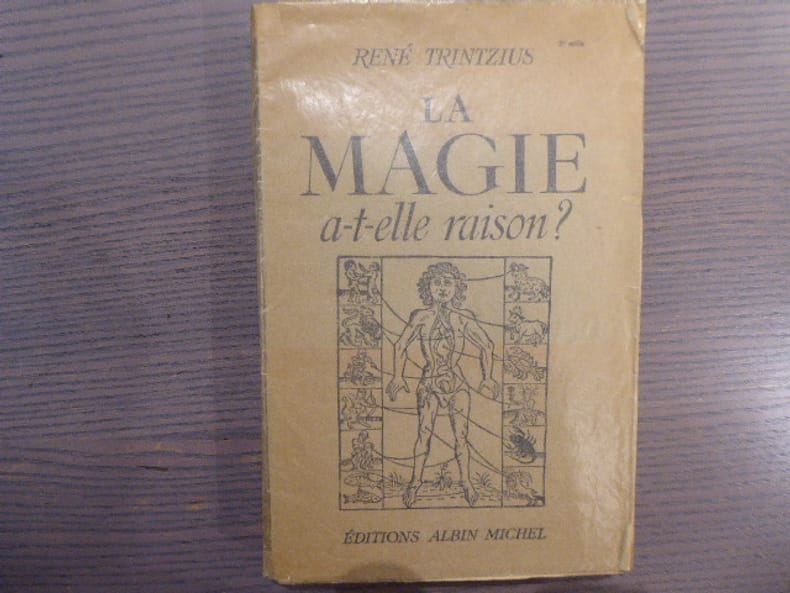 RENÉ TRINTZIUS
LA
MAGIE
a-t-elle raison?
ÉDITIONS ALBIN MICHEL